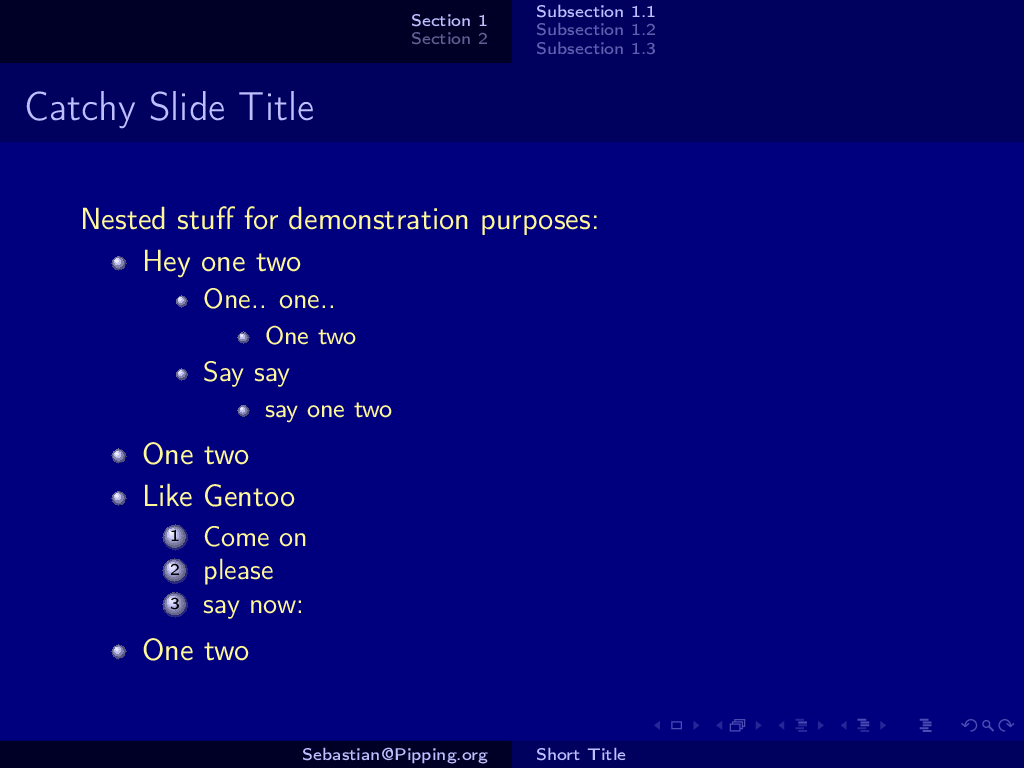 Section 1
Section 2
Subsection 1.1
Subsection 1.2
Subsection 1.3
Catchy Slide Title
Nested stuff for demonstration purposes:
Hey one two
One.. one..
One two
Say say
say one two
One two
Like Gentoo
1 Come on
2 please
3 say now:
One two
Sebastian@Pipping.org
Short Title